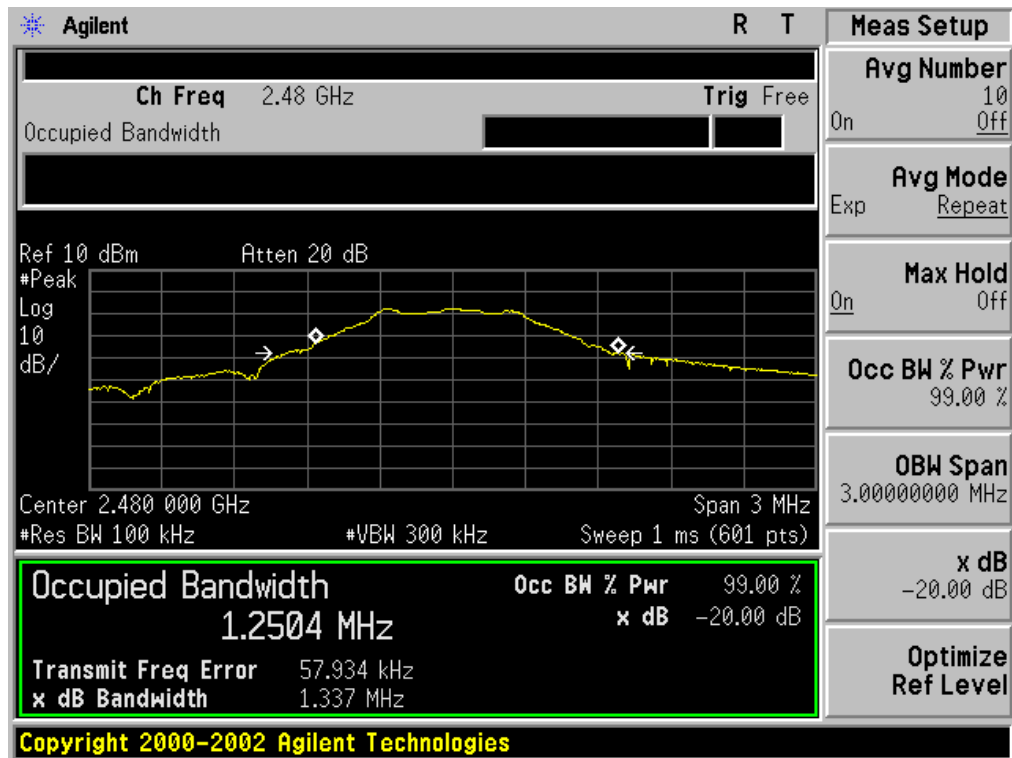 Agilent R T
Ch Freq 2.48 GHz Trig Free
Occupied Bandwidth
Ref 10 dBm Atten 20 dB
#Peak
Log
10
dB/
Center 2.480 000 GHz Span 3 MHz
#Res BW 100 kHz #VBW 300 kHz Sweep 1 ms (601 pts)
Occupied Bandwidth Occ BW % Pwr 99.00 %
1.2504 MHz x dB -20.00 dB
Transmit Freq Error 57.934 kHz
x dB Bandwidth 1.337 MHz
Copyright 2000-2002 Agilent Technologies
Meas Setup
Avg Number
10
On Off
Avg Mode
Exp Repeat
Max Hold
On Off
Occ BW % Pwr
99.00 %
OBW Span
3.00000000 MHz
x dB
-20.00 dB
Optimize
Ref Level